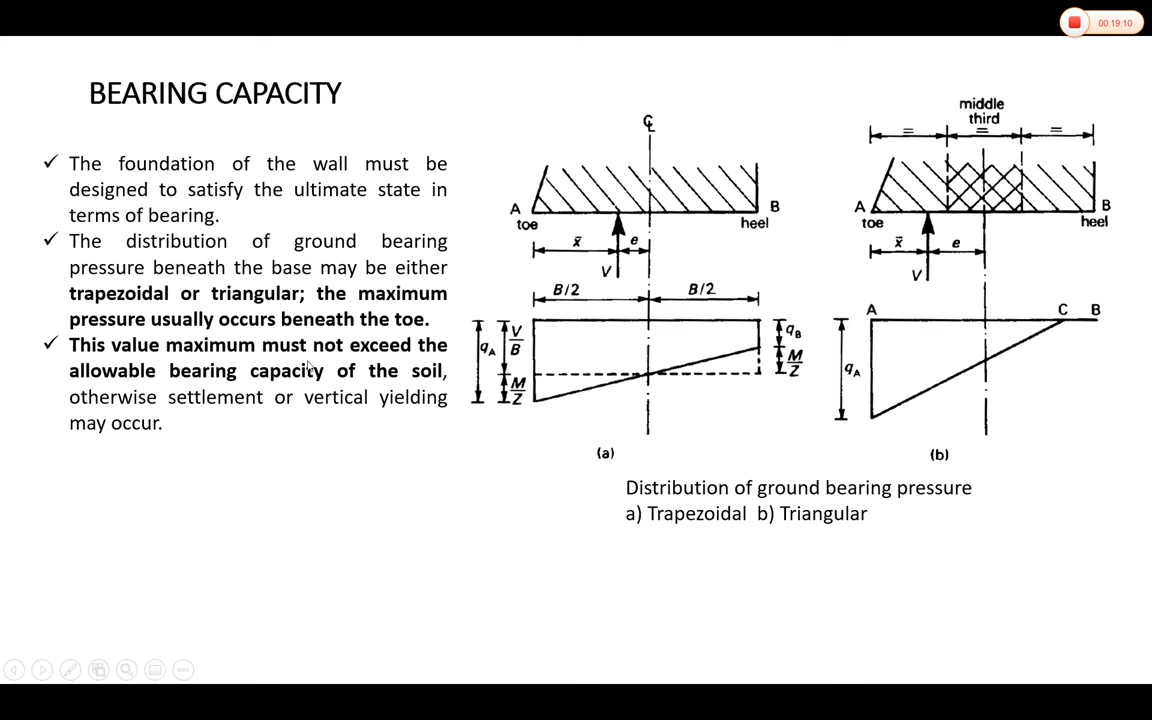 00:19:10
BEARING CAPACITY
✓ The foundation of the wall must be
designed to satisfy the ultimate state in
terms of bearing.
✓ The distribution of ground bearing
pressure beneath the base may be either
trapezoidal or triangular; the maximum
pressure usually occurs beneath the toe.
✓ This value maximum must not exceed the
allowable bearing capacity of the soil,
otherwise settlement or vertical yielding
may occur.
℄
A B
toe heel
x̄ e
V
B/2 B/2
qA V/B qB
M/Z M/Z
(a)
middle
third
= = =
A B
toe heel
x̄ e
V
A C B
qA
(b)
Distribution of ground bearing pressure
a) Trapezoidal b) Triangular